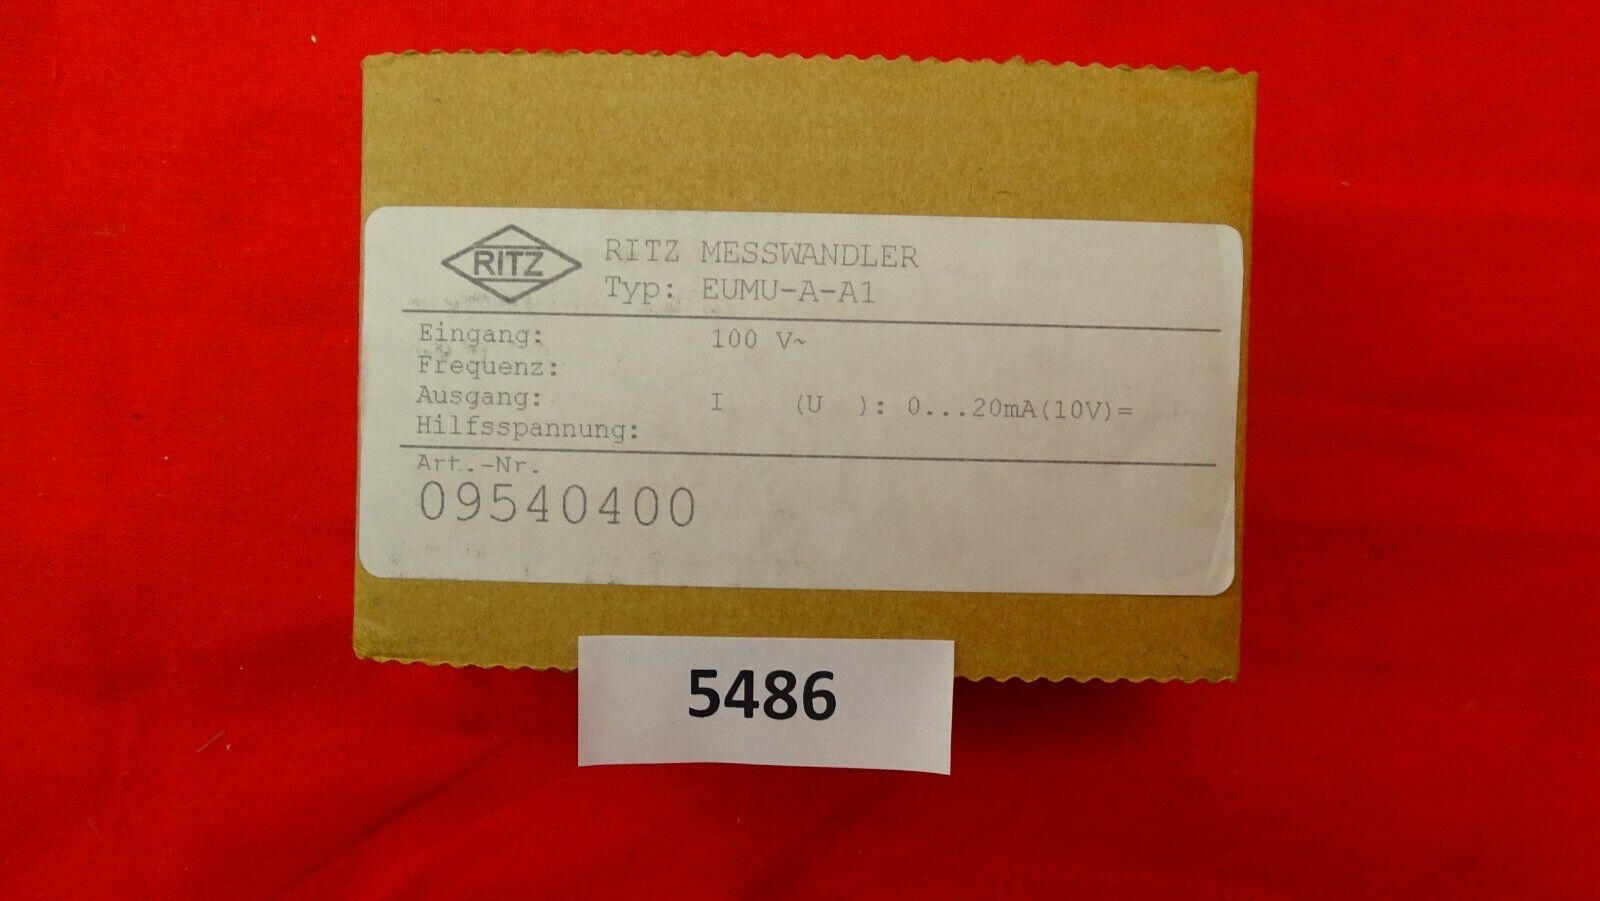 RITZ
RITZ MESSWANDLER
Typ: EUMU-A-A1
Eingang: 100 V~
Frequenz:
Ausgang: I (U ): 0...20mA(10V)=
Hilfsspannung:
Art.-Nr.
09540400
5486